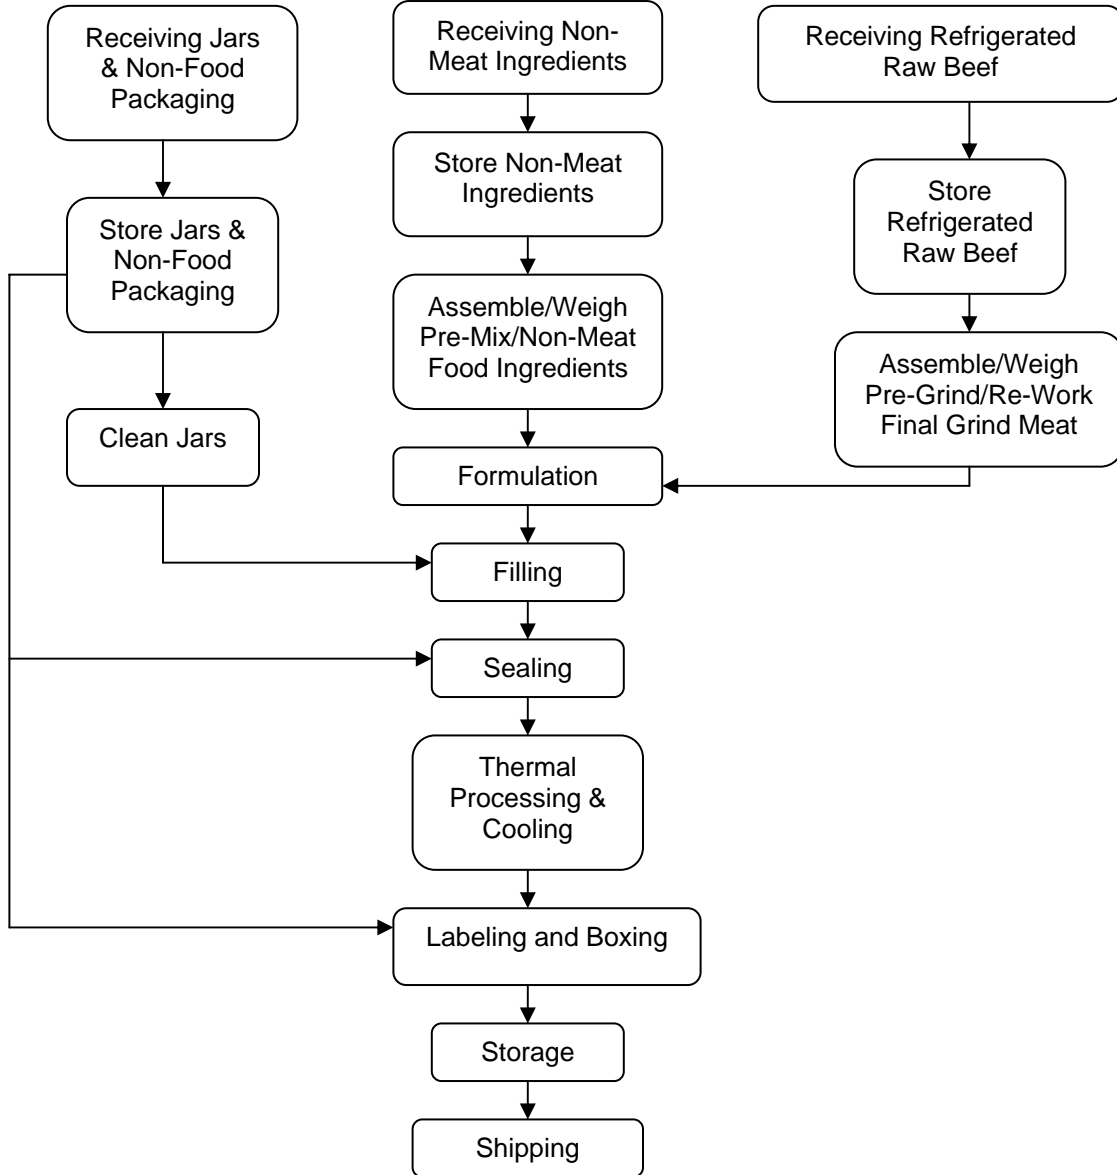 Receiving Jars
& Non-Food
Packaging
Receiving Non-
Meat Ingredients
Receiving Refrigerated
Raw Beef
Store Non-Meat
Ingredients
Store
Refrigerated
Raw Beef
Store Jars &
Non-Food
Packaging
Assemble/Weigh
Pre-Mix/Non-Meat
Food Ingredients
Assemble/Weigh
Pre-Grind/Re-Work
Final Grind Meat
Clean Jars
Formulation
Filling
Sealing
Thermal
Processing &
Cooling
Labeling and Boxing
Storage
Shipping